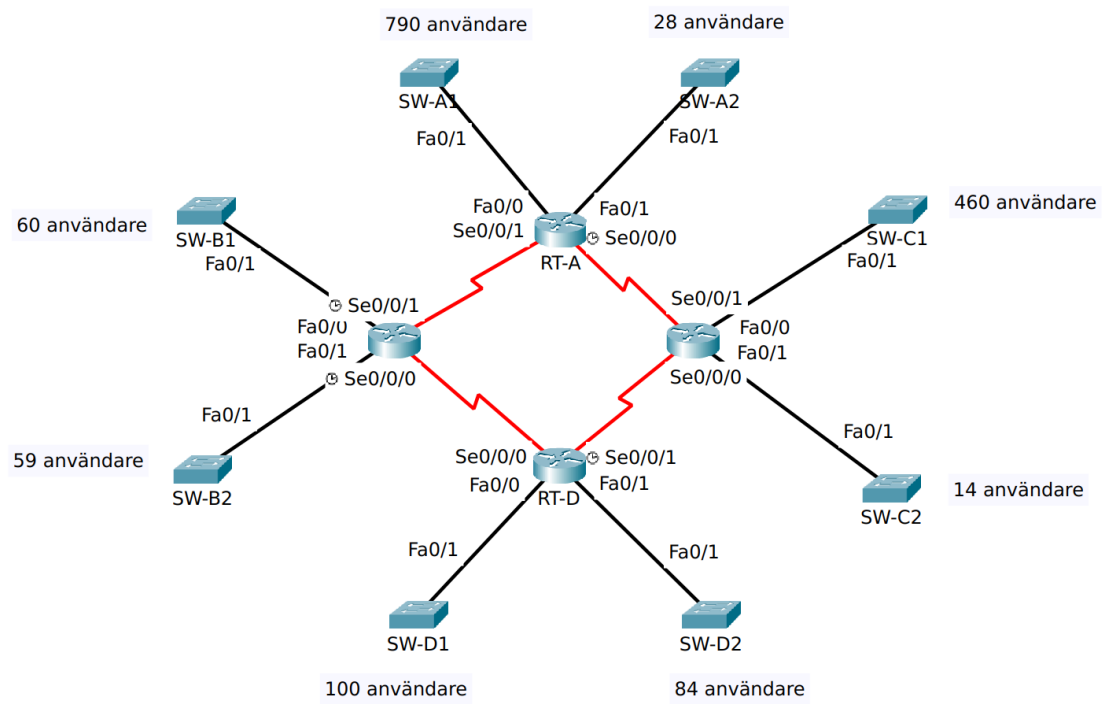 790 användare
28 användare
SW-A1
SW-A2
Fa0/1
Fa0/1
460 användare
60 användare
Fa0/0
Fa0/1
SW-B1
Se0/0/1
Se0/0/0
SW-C1
Fa0/1
RT-A
Fa0/1
Se0/0/1
Se0/0/1
Fa0/0
Fa0/0
Fa0/1
Fa0/1
Se0/0/0
Se0/0/0
Fa0/1
Fa0/1
59 användare
Se0/0/0
Se0/0/1
Fa0/0
Fa0/1
14 användare
SW-B2
RT-D
SW-C2
Fa0/1
Fa0/1
SW-D1
SW-D2
100 användare
84 användare